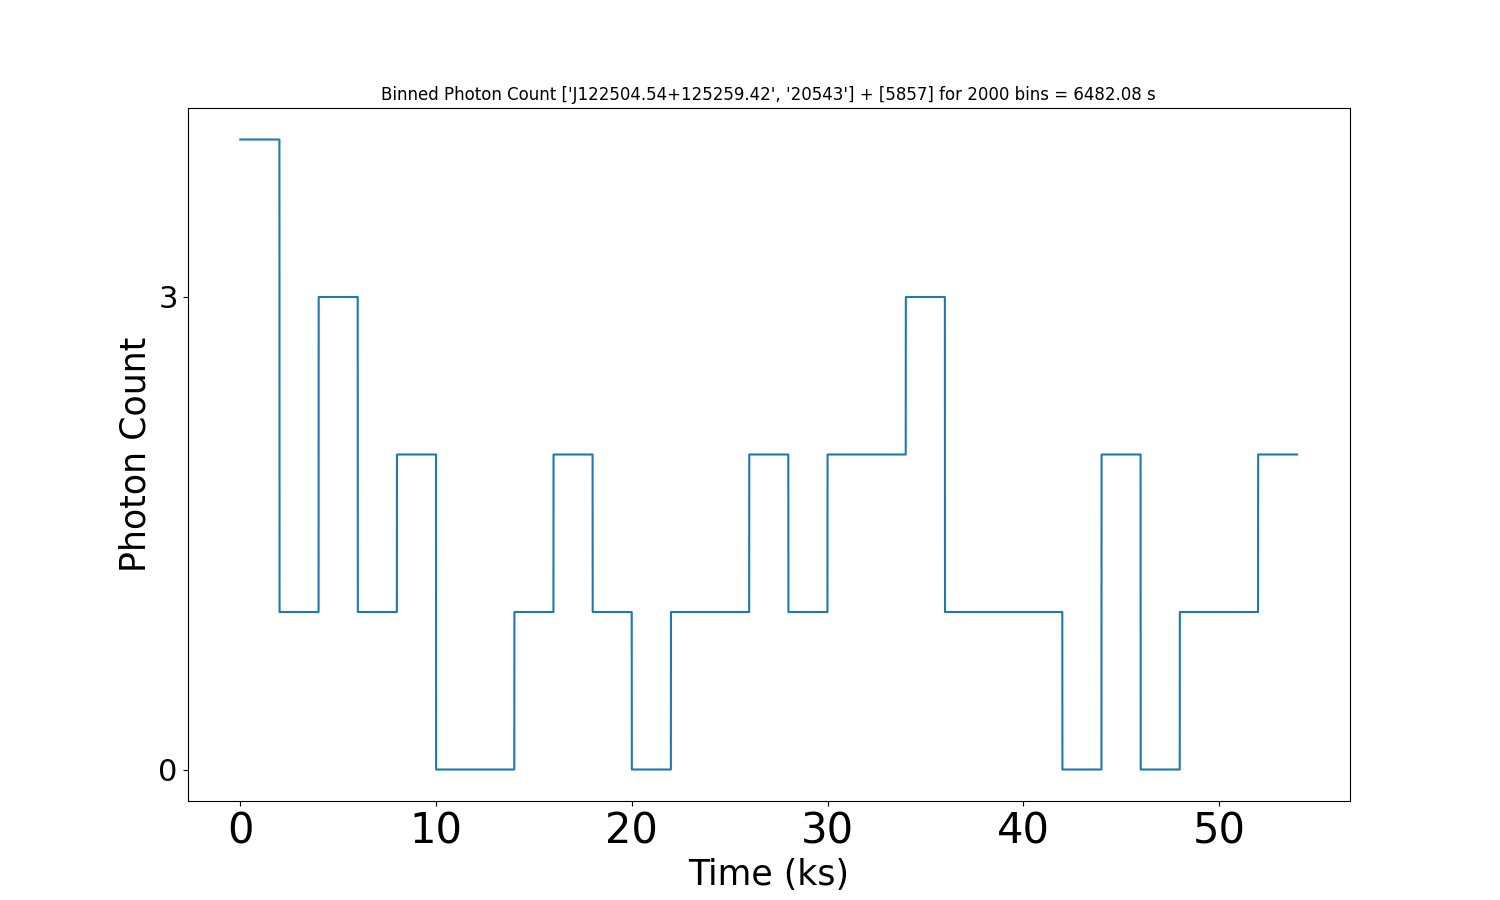 Binned Photon Count ['J122504.54+125259.42', '20543'] + [5857] for 2000 bins = 6482.08 s
3
0
Photon Count
0 10 20 30 40 50
Time (ks)